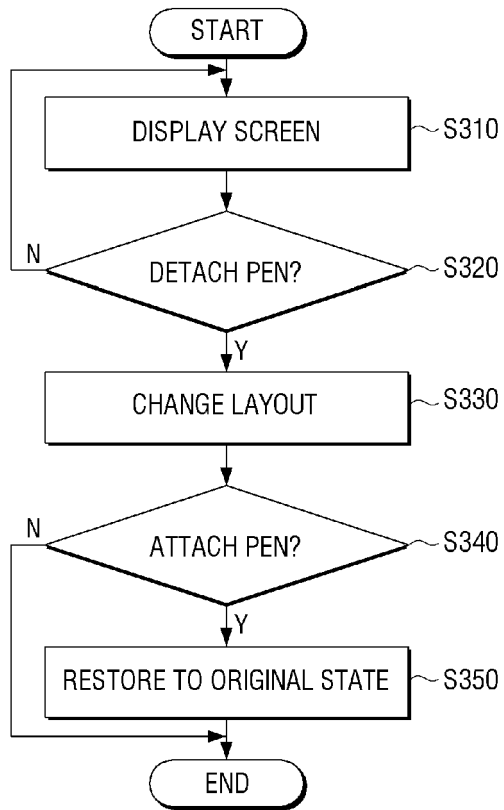 START
DISPLAY SCREEN
S310
N
DETACH PEN?
S320
Y
CHANGE LAYOUT
S330
N
ATTACH PEN?
S340
Y
RESTORE TO ORIGINAL STATE
S350
END